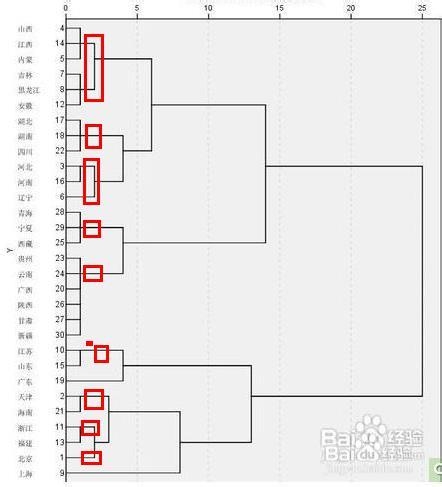 0 5 10 15 20 25
山西 4
江西 14
内蒙 5
吉林 7
黑龙江 8
安徽 12
湖北 17
湖南 18
四川 22
河北 3
河南 16
辽宁 6
青海 28
宁夏 29
西藏 25
贵州 23
云南 24
广西 20
陕西 26
甘肃 27
新疆 30
江苏 10
山东 15
广东 19
天津 2
海南 21
浙江 11
福建 13
北京 1
上海 9
Y
Baidu 经验
jingyan.baidu.com